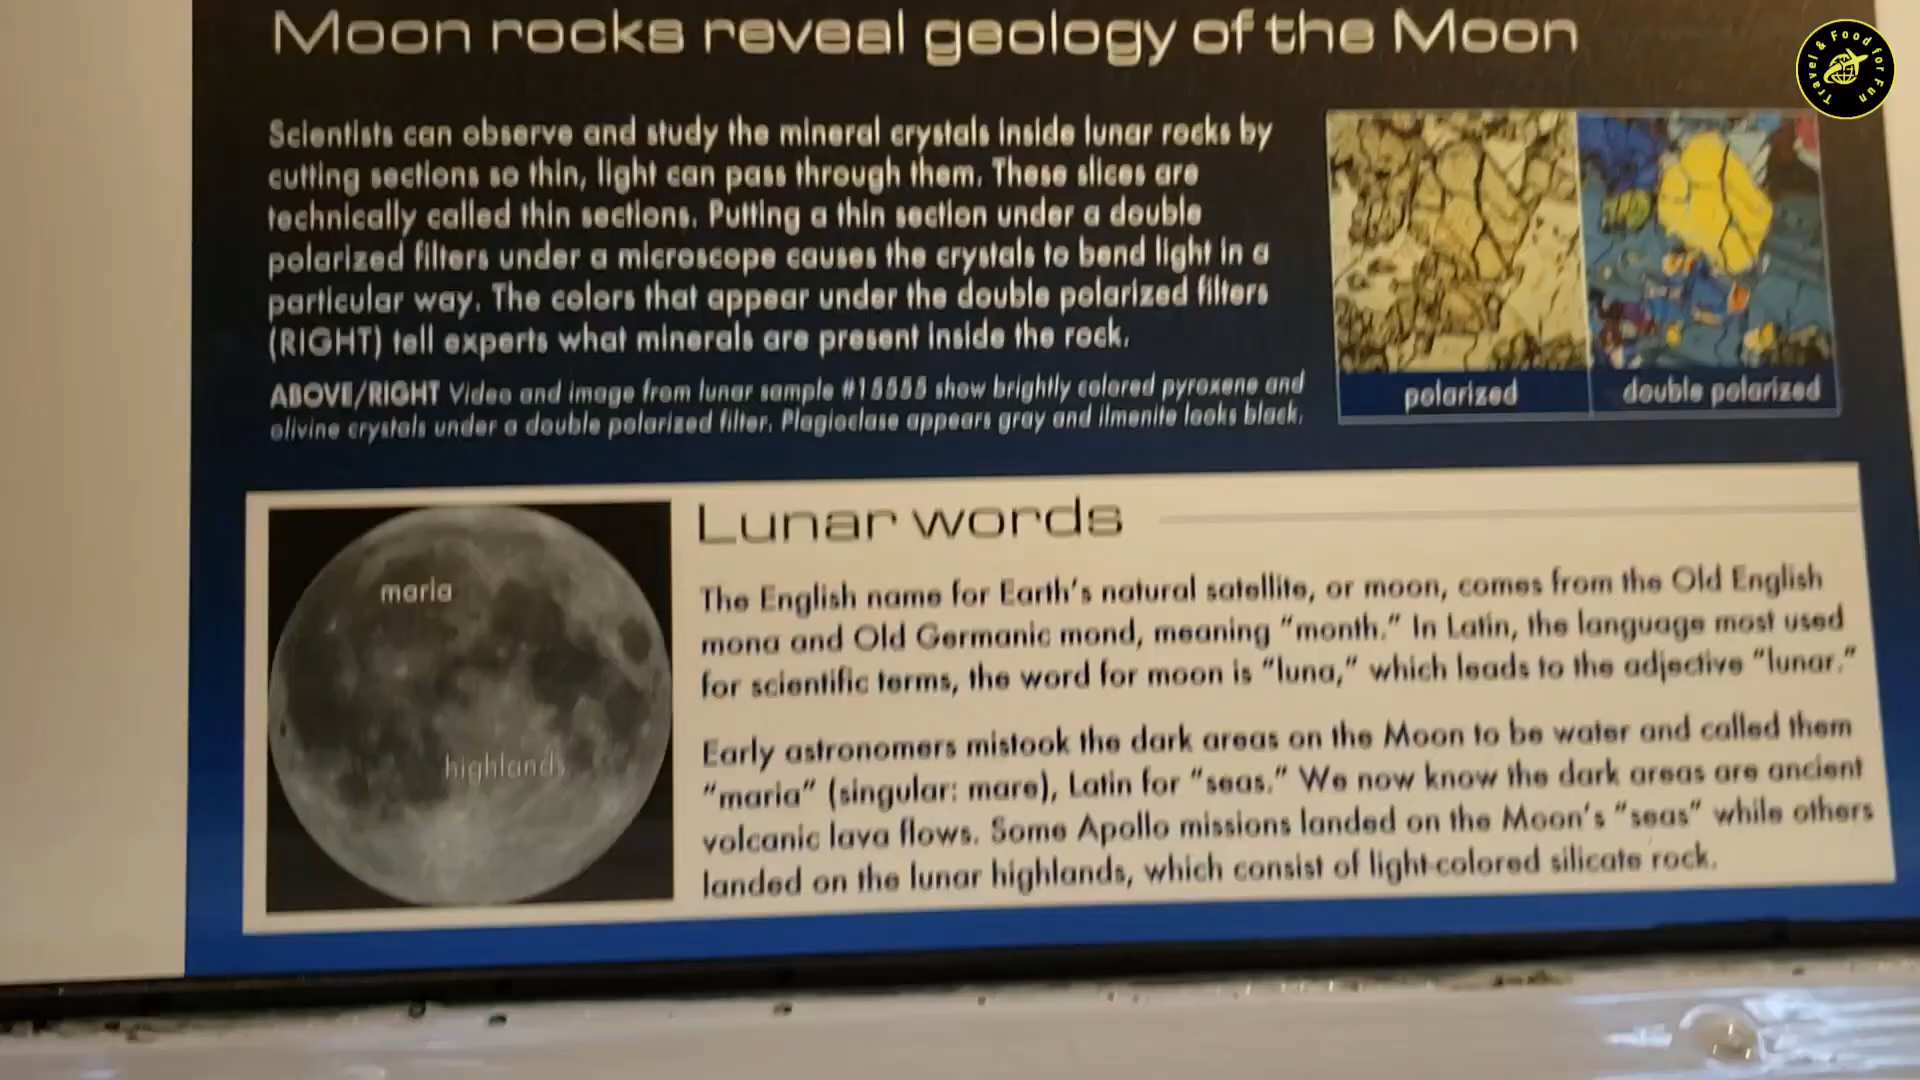 Moon rocks reveal geology of the Moon
Scientists can observe and study the mineral crystals inside lunar rocks by
cutting sections so thin, light can pass through them. These slices are
technically called thin sections. Putting a thin section under a double
polarized filters under a microscope causes the crystals to bend light in a
particular way. The colors that appear under the double polarized filters
(RIGHT) tell experts what minerals are present inside the rock.
ABOVE/RIGHT Video and image from lunar sample #15555 show brightly colored pyroxene and
olivine crystals under a double polarized filter. Plagioclase appears gray and ilmenite looks black.
polarized
double polarized
Travel & Food for Fun
maria
highlands
Lunar words
The English name for Earth's natural satellite, or moon, comes from the Old English
mona and Old Germanic mond, meaning "month." In Latin, the language most used
for scientific terms, the word for moon is "luna," which leads to the adjective "lunar."
Early astronomers mistook the dark areas on the Moon to be water and called them
"maria" (singular: mare), Latin for "seas." We now know the dark areas are ancient
volcanic lava flows. Some Apollo missions landed on the Moon's "seas" while others
landed on the lunar highlands, which consist of light-colored silicate rock.